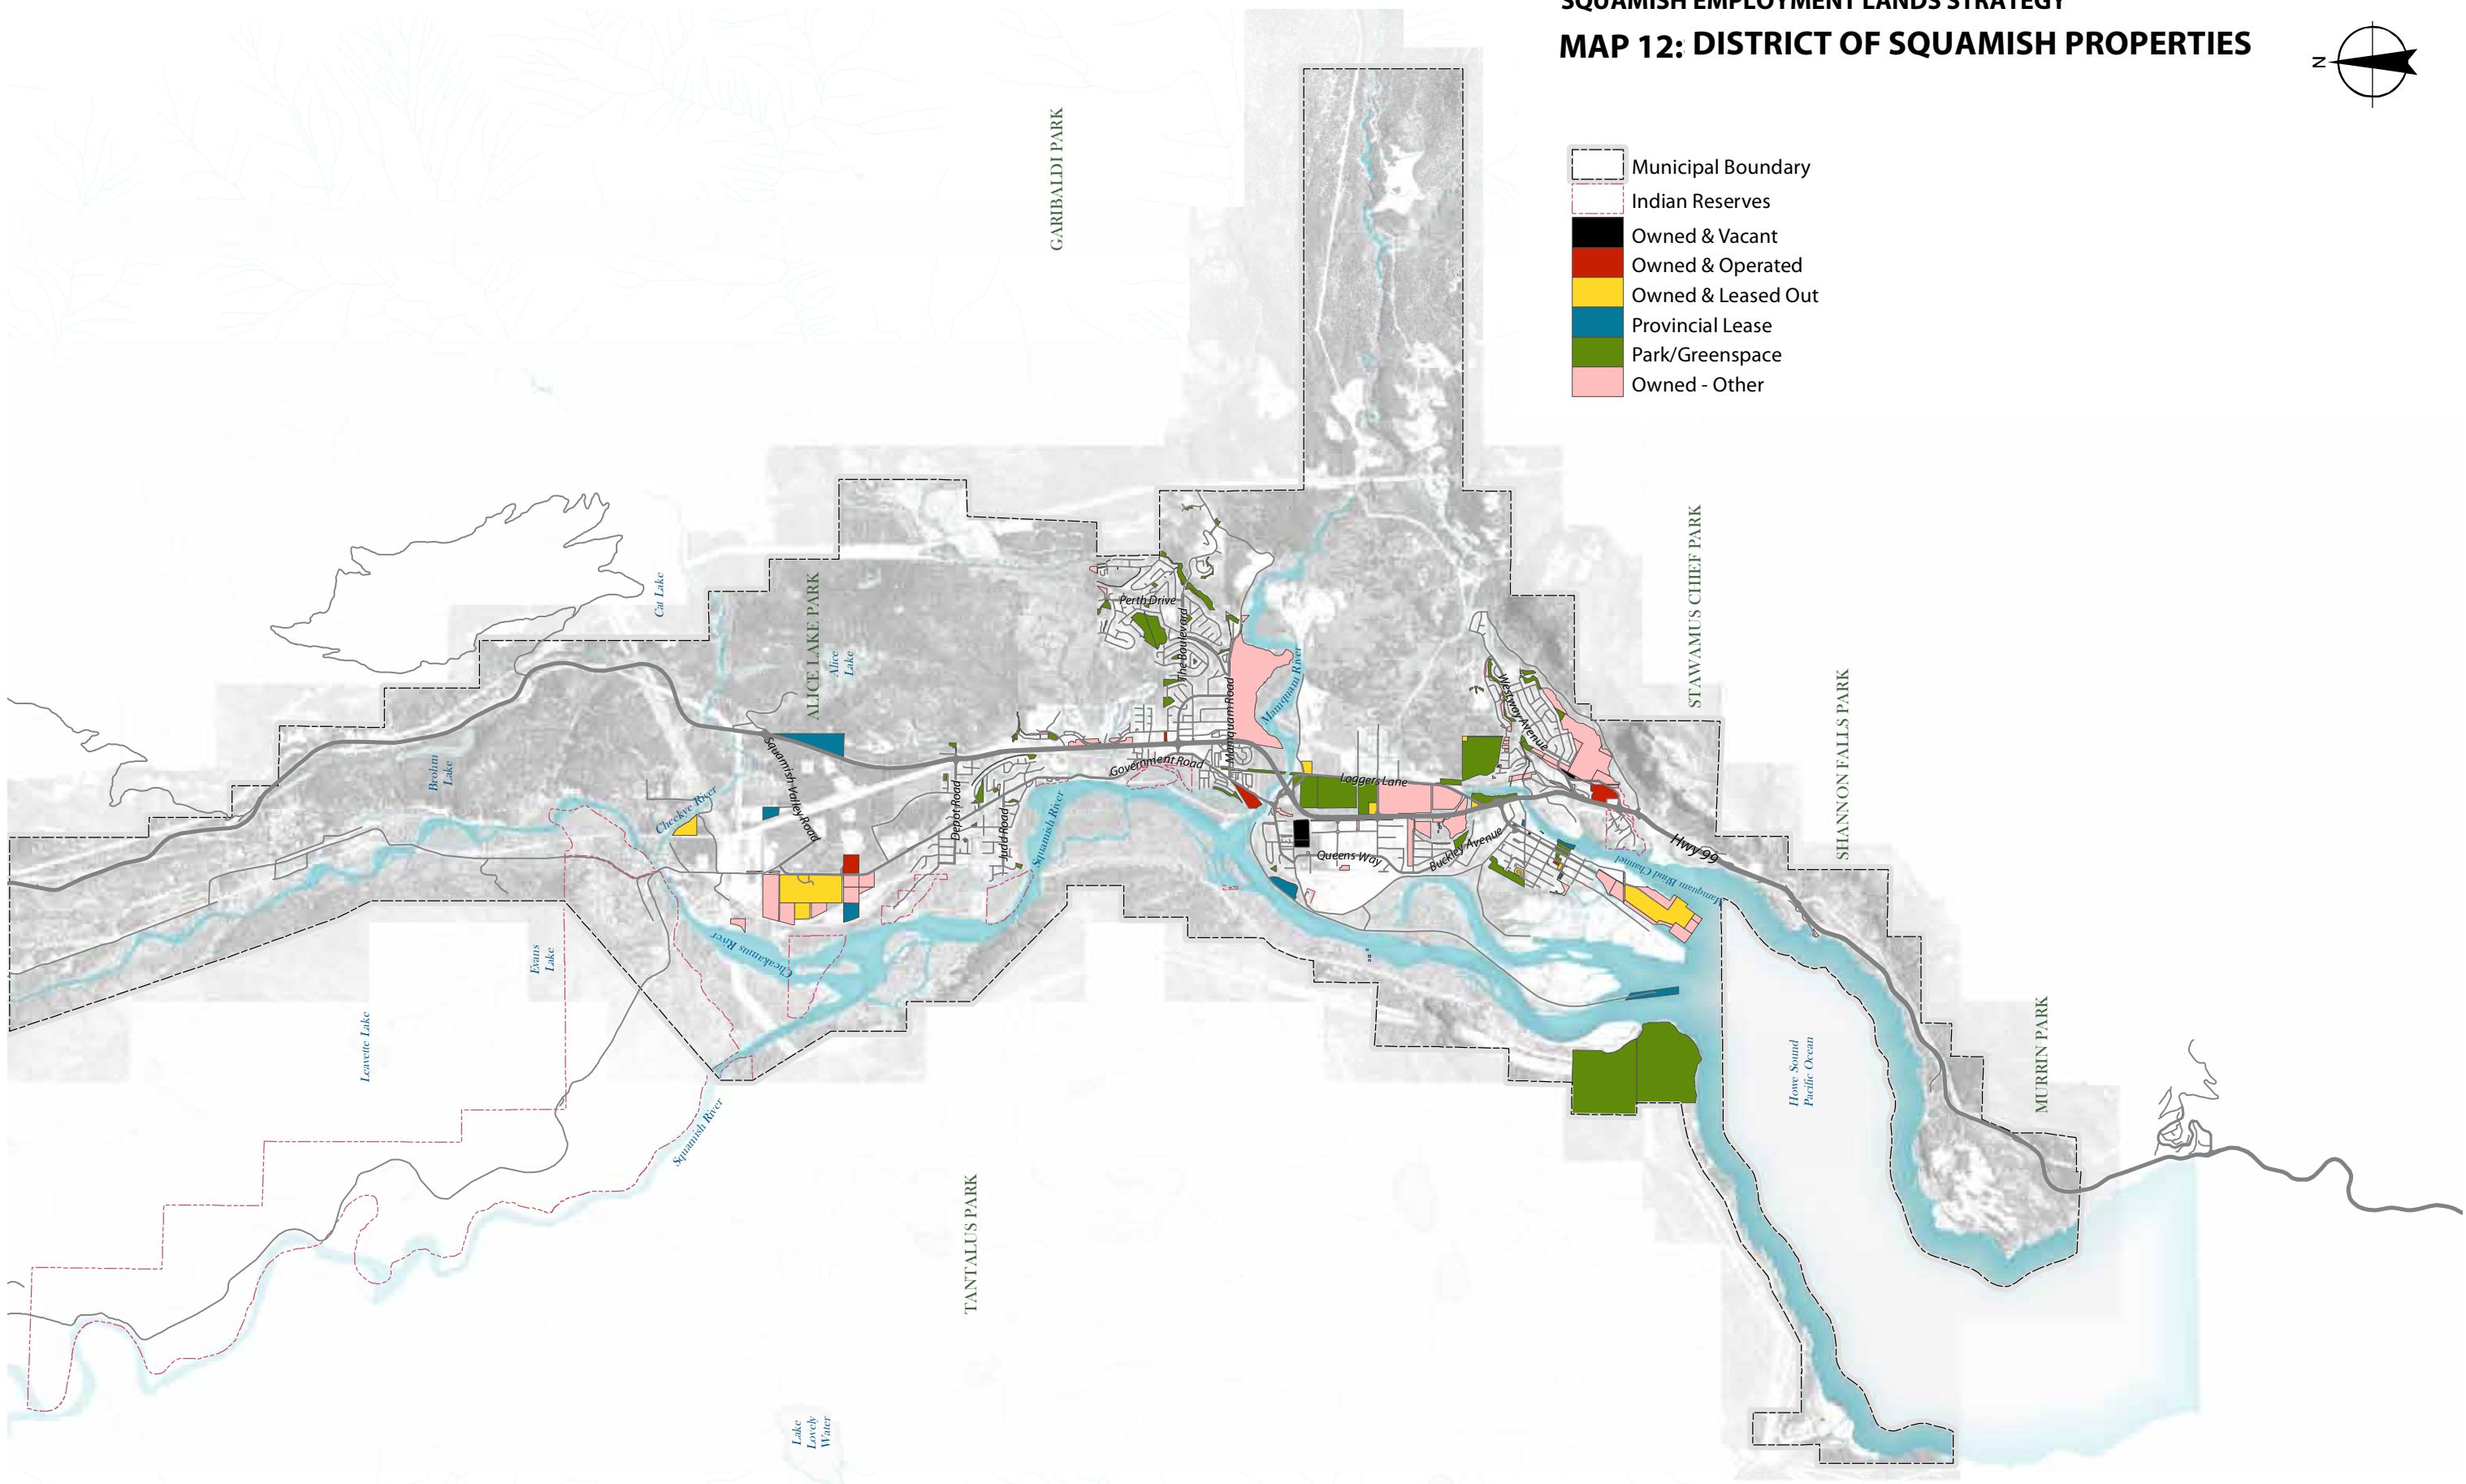 SQUAMISH EMPLOYMENT LANDS STRATEGY
MAP 12: DISTRICT OF SQUAMISH PROPERTIES
N
Municipal Boundary
Indian Reserves
Owned & Vacant
Owned & Operated
Owned & Leased Out
Provincial Lease
Park/Greenspace
Owned - Other
GARIBALDI PARK
STAWAMUS CHIEF PARK
SHANNON FALLS PARK
MURRIN PARK
ALICE LAKE PARK
TANTALUS PARK
Cat Lake
Alice
Lake
Brohm
Lake
Evans
Lake
Levette Lake
Lake
Lovely
Water
Perth Drive
The Boulevard
Mamquam Road
Mamquam River
Government Road
Squamish Valley Road
Cheekye River
Depot Road
Judd Road
Squamish River
Cheakamus River
Squamish River
Loggers Lane
Queens Way
Buckley Avenue
Westway Avenue
Hwy 99
Mamquam Blind Channel
Howe Sound
Pacific Ocean